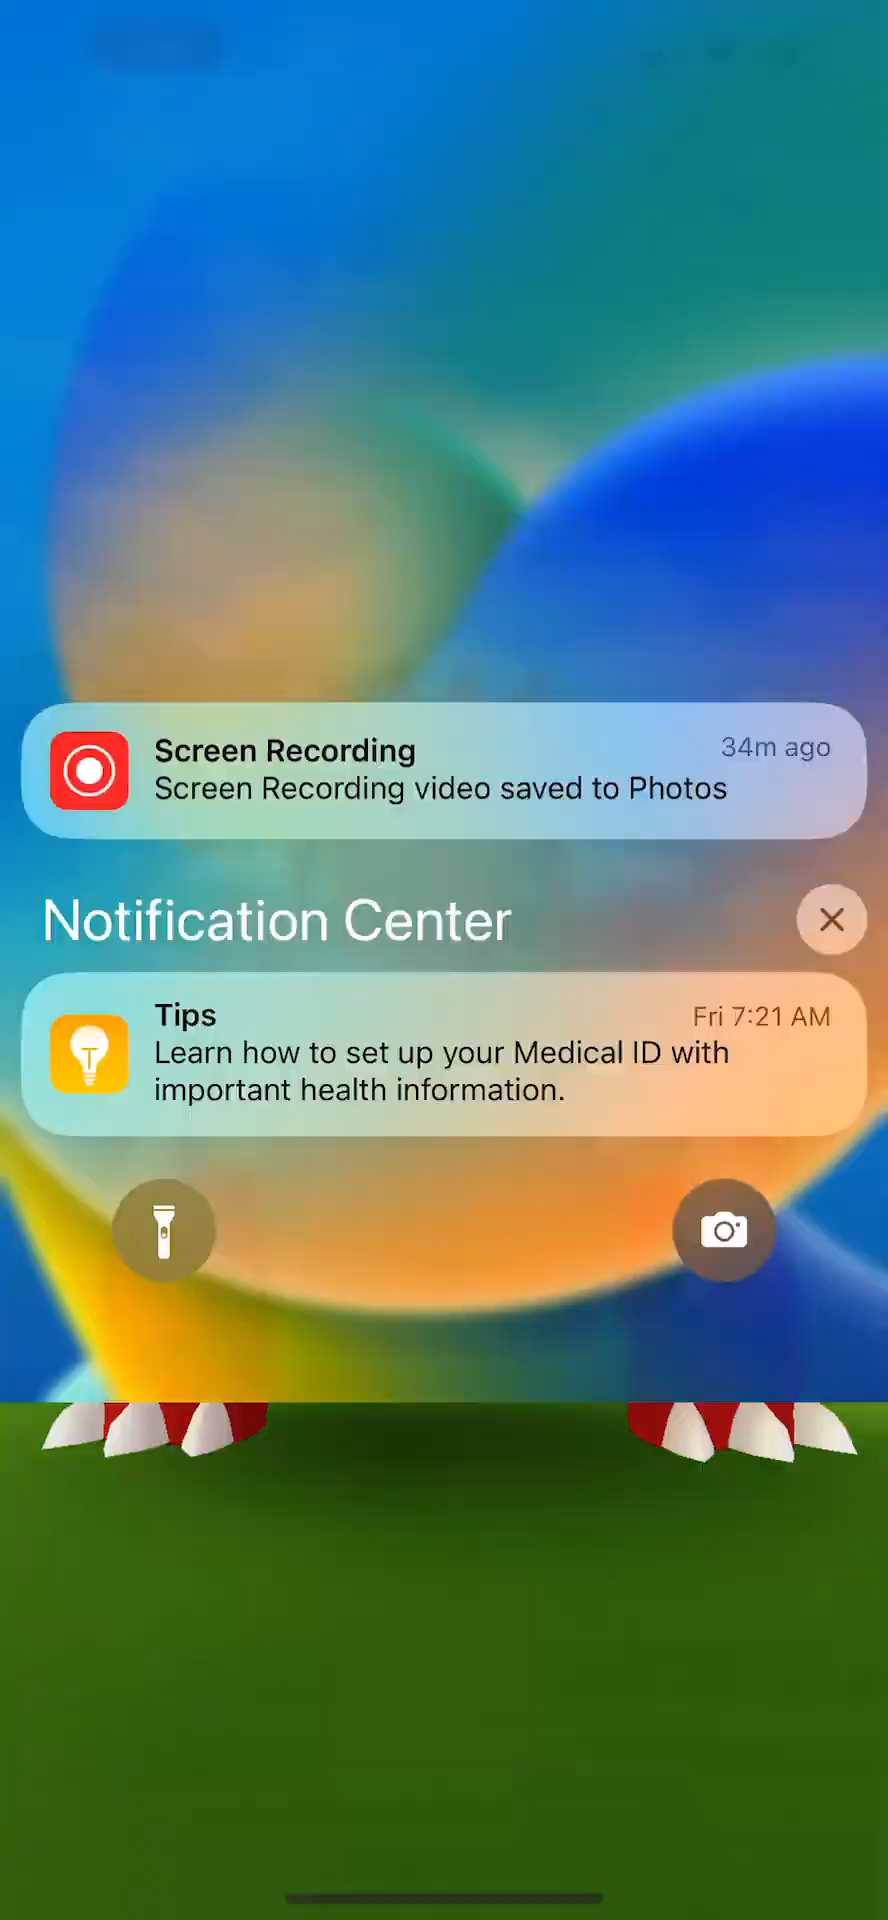 Screen Recording
34m ago
Screen Recording video saved to Photos
Notification Center
Tips
Fri 7:21 AM
Learn how to set up your Medical ID with
important health information.